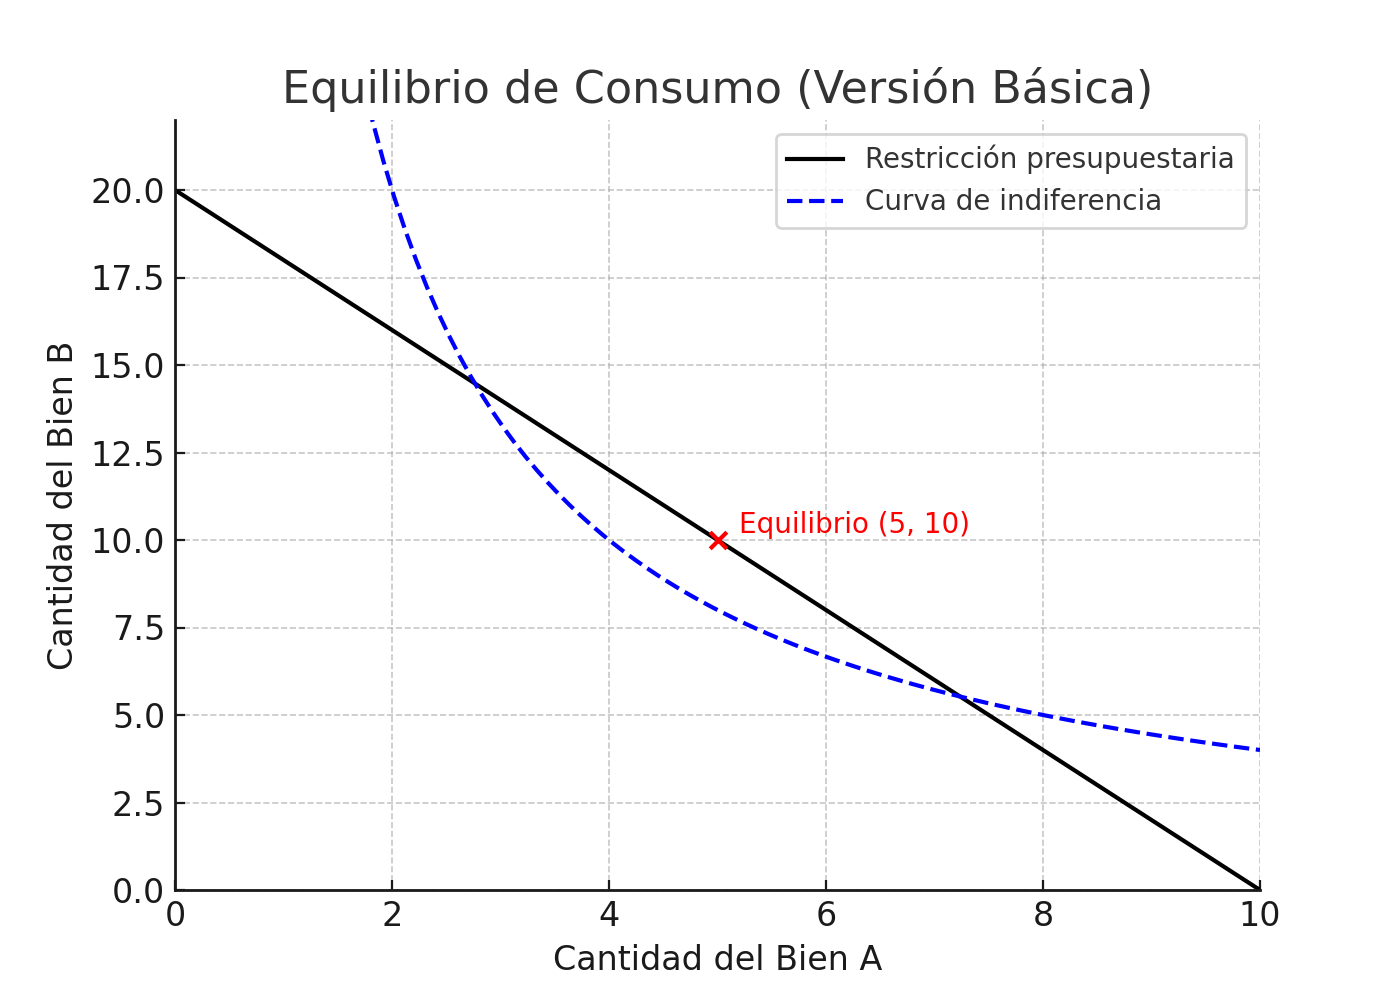 Equilibrio de Consumo (Versión Básica)
Restricción presupuestaria
Curva de indiferencia
20.0
17.5
15.0
12.5
10.0
7.5
5.0
2.5
0.0
Cantidad del Bien B
Equilibrio (5, 10)
0
2
4
6
8
10
Cantidad del Bien A